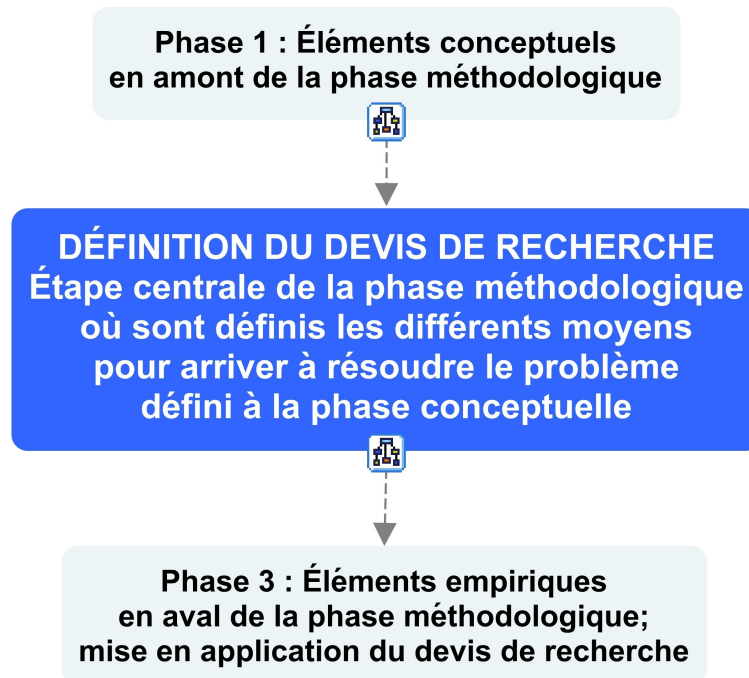 Phase 1 : Éléments conceptuels
en amont de la phase méthodologique
DÉFINITION DU DEVIS DE RECHERCHE
Étape centrale de la phase méthodologique
où sont définis les différents moyens
pour arriver à résoudre le problème
défini à la phase conceptuelle
Phase 3 : Éléments empiriques
en aval de la phase méthodologique;
mise en application du devis de recherche